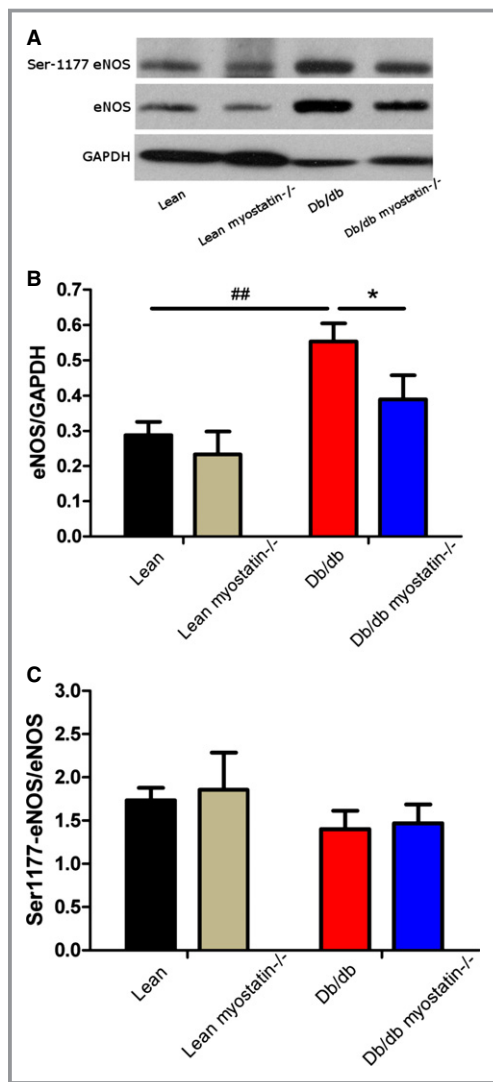 A
Ser-1177 eNOS
eNOS
GAPDH
Lean
Lean myostatin-/-
Db/db
Db/db myostatin-/-
B
##
*
eNOS/GAPDH
0.7
0.6
0.5
0.4
0.3
0.2
0.1
0.0
Lean
Lean myostatin-/-
Db/db
Db/db myostatin-/-
C
Ser1177-eNOS/eNOS
3.0
2.5
2.0
1.5
1.0
0.5
0.0
Lean
Lean myostatin-/-
Db/db
Db/db myostatin-/-